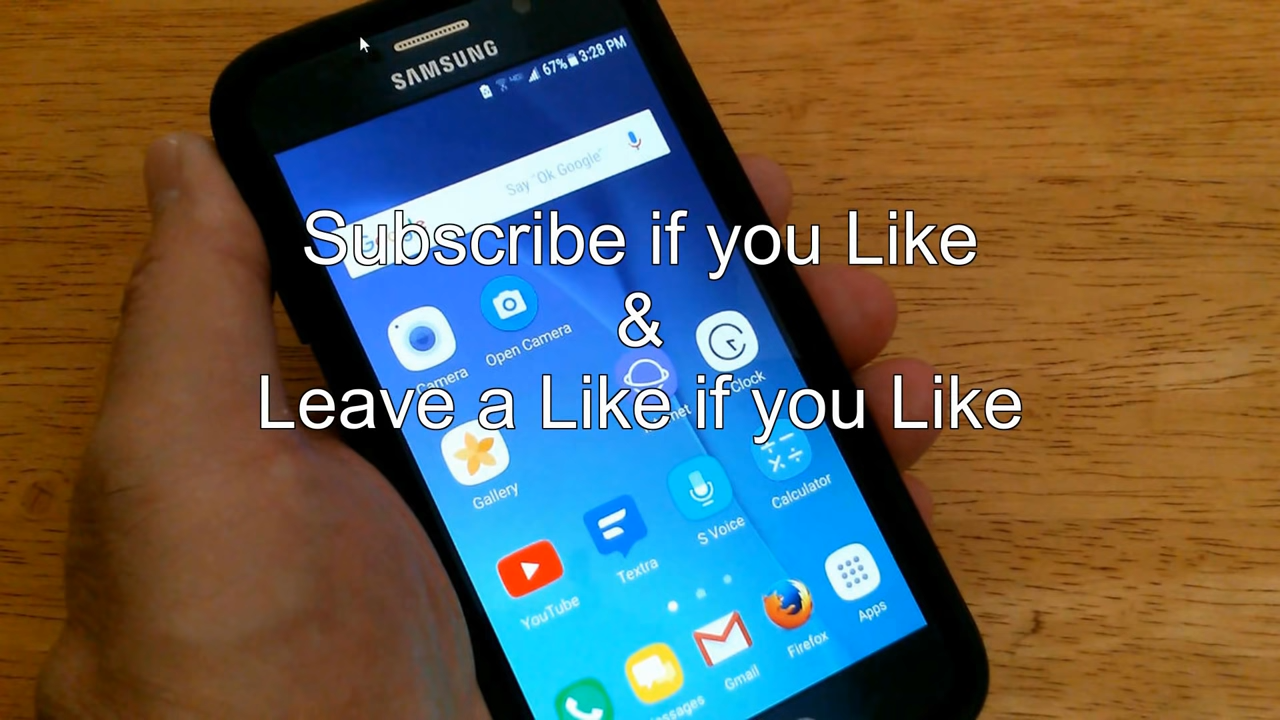 SAMSUNG
67% 3:28 PM
Google
Say "Ok Google"
Subscribe if you Like
&
Leave a Like if you Like
Camera
Open Camera
Clock
Gallery
Calculator
S Voice
Textra
YouTube
Apps
Firefox
Gmail